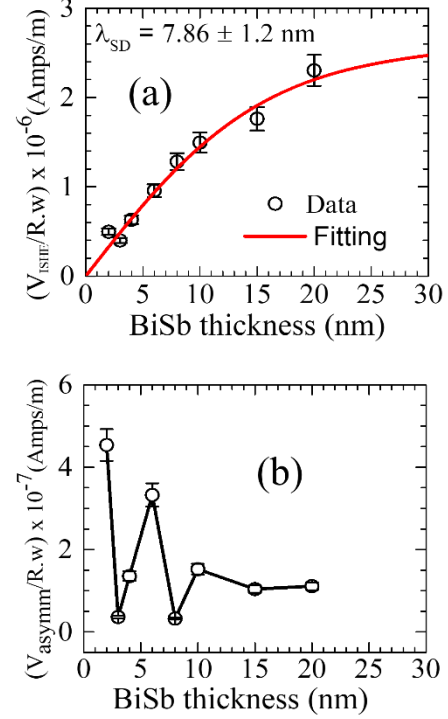 λSD = 7.86 ± 1.2 nm
(a)
(VISHE/R.w) x 10-6(Amps/m)
3
2
1
0
Data
Fitting
0 5 10 15 20 25 30
BiSb thickness (nm)
(b)
(Vasymm/R.w) x 10-7(Amps/m)
6
4
2
0
0 5 10 15 20 25 30
BiSb thickness (nm)